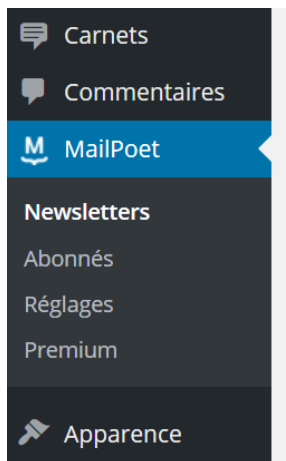 Carnets
Commentaires
MailPoet
Newsletters
Abonnés
Réglages
Premium
Apparence